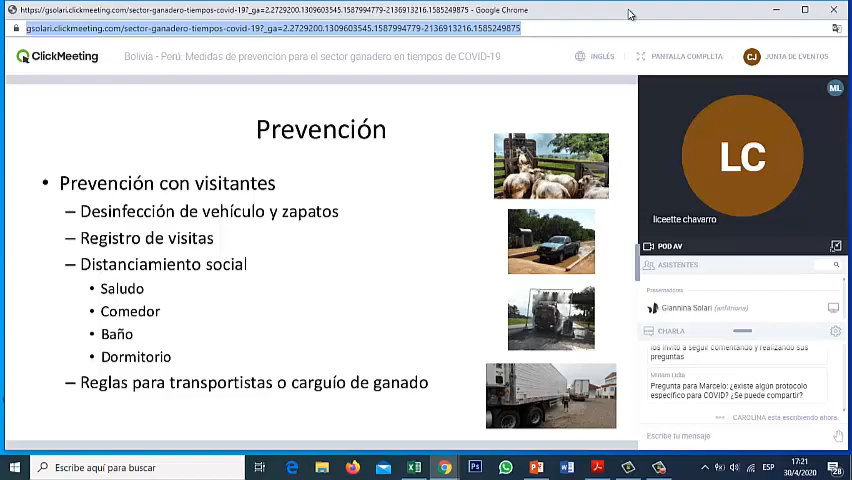 https://gsolari.clickmeeting.com/sector-ganadero-tiempos-covid-19?_ga=2.2729200.1309603545.1587994779-2136913216.1585249875 - Google Chrome
gsolari.clickmeeting.com/sector-ganadero-tiempos-covid-19?_ga=2.2729200.1309603545.1587994779-2136913216.1585249875
ClickMeeting
Bolivia - Perú: Medidas de prevención para el sector ganadero en tiempos de COVID-19
INGLÉS
PANTALLA COMPLETA
CJ
JUNTA DE EVENTOS
Prevención
• Prevención con visitantes
– Desinfección de vehículo y zapatos
– Registro de visitas
– Distanciamiento social
• Saludo
• Comedor
• Baño
• Dormitorio
– Reglas para transportistas o carguío de ganado
ML
LC
liceette chavarro
POD AV
ASISTENTES
Presentadores
Giannina Solari (anfitriona)
CHARLA
los invito a seguir comentando y realizando sus
preguntas
Miriam Lidia
Pregunta para Marcelo: ¿existe algún protocolo
específico para COVID? ¿Se puede compartir?
CAROLINA está escribiendo ahora.
Escribe tu mensaje
Escribe aquí para buscar
ESP
17:21
30/4/2020
28